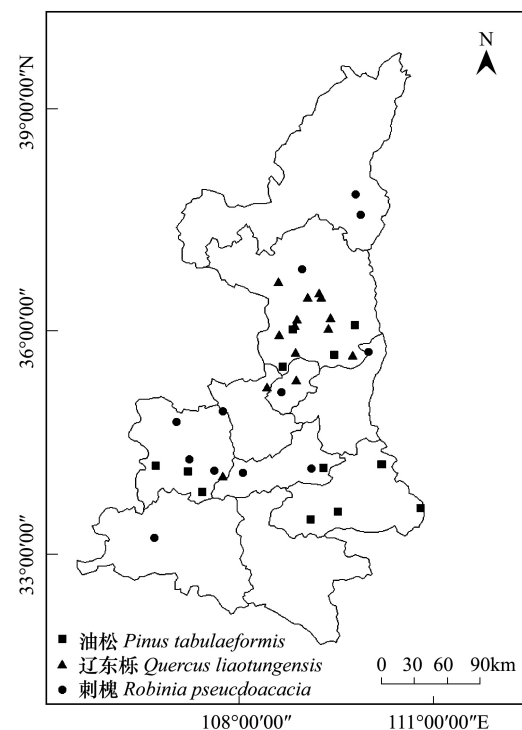 N
39°00′00″N
36°00′00″
33°00′00″
油松 Pinus tabulaeformis
辽东栎 Quercus liaotungensis
刺槐 Robinia pseucdoacacia
0 30 60 90km
108°00′00″ 111°00′00″E